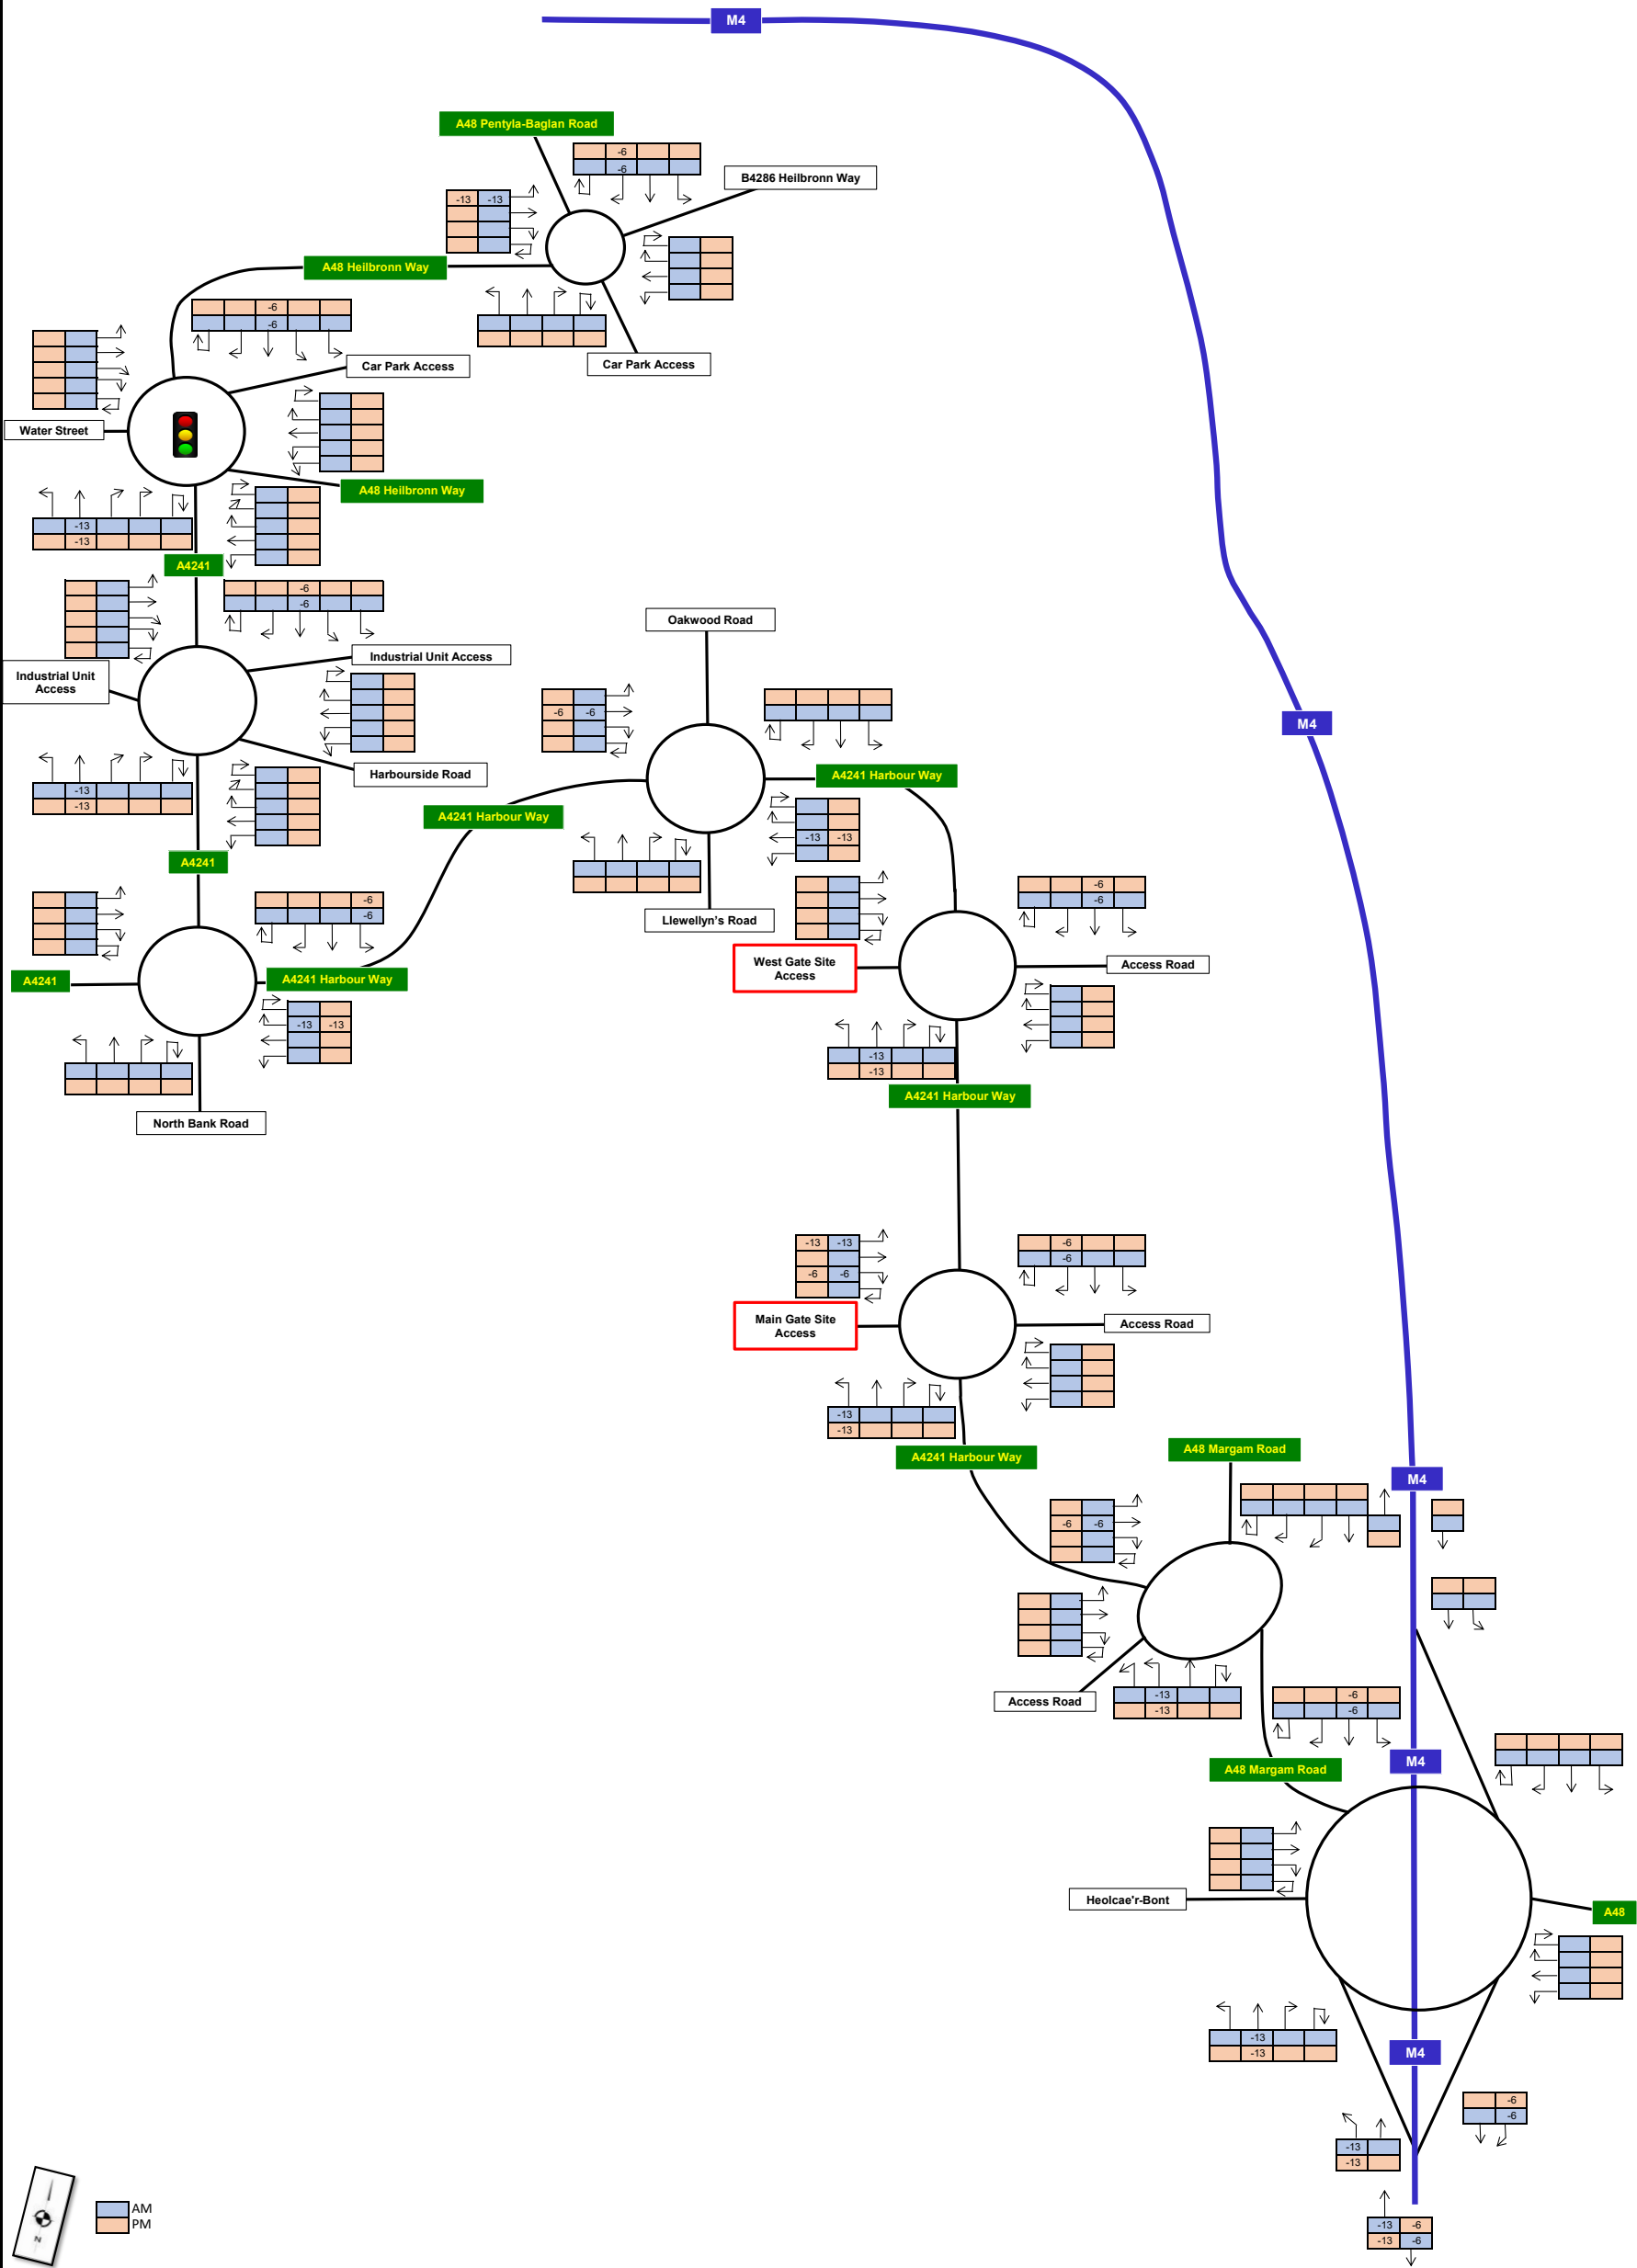 M4
A48 Pentyla-Baglan Road
-6
-6
B4286 Heilbronn Way
-13 -13
A48 Heilbronn Way
-6
-6
Car Park Access
Car Park Access
Water Street
A48 Heilbronn Way
-13
-13
A4241
-6
-6
Oakwood Road
Industrial Unit Access
Industrial Unit
Access
-6 -6
Harbourside Road
M4
A4241 Harbour Way
-13
-13
A4241 Harbour Way
-13 -13
A4241
-6
-6
Llewellyn's Road
-6
-6
A4241
A4241 Harbour Way
West Gate Site
Access
Access Road
-13 -13
-13
-13
A4241 Harbour Way
North Bank Road
-13 -13
-6 -6
-6
-6
Main Gate Site
Access
Access Road
-13
-13
A4241 Harbour Way
A48 Margam Road
M4
-6 -6
Access Road
-13
-13
-6
-6
A48 Margam Road
M4
Heolcae'r-Bont
A48
-13
-13
M4
-6
-6
-13
-13
-13 -6
-13 -6
AM
PM
N